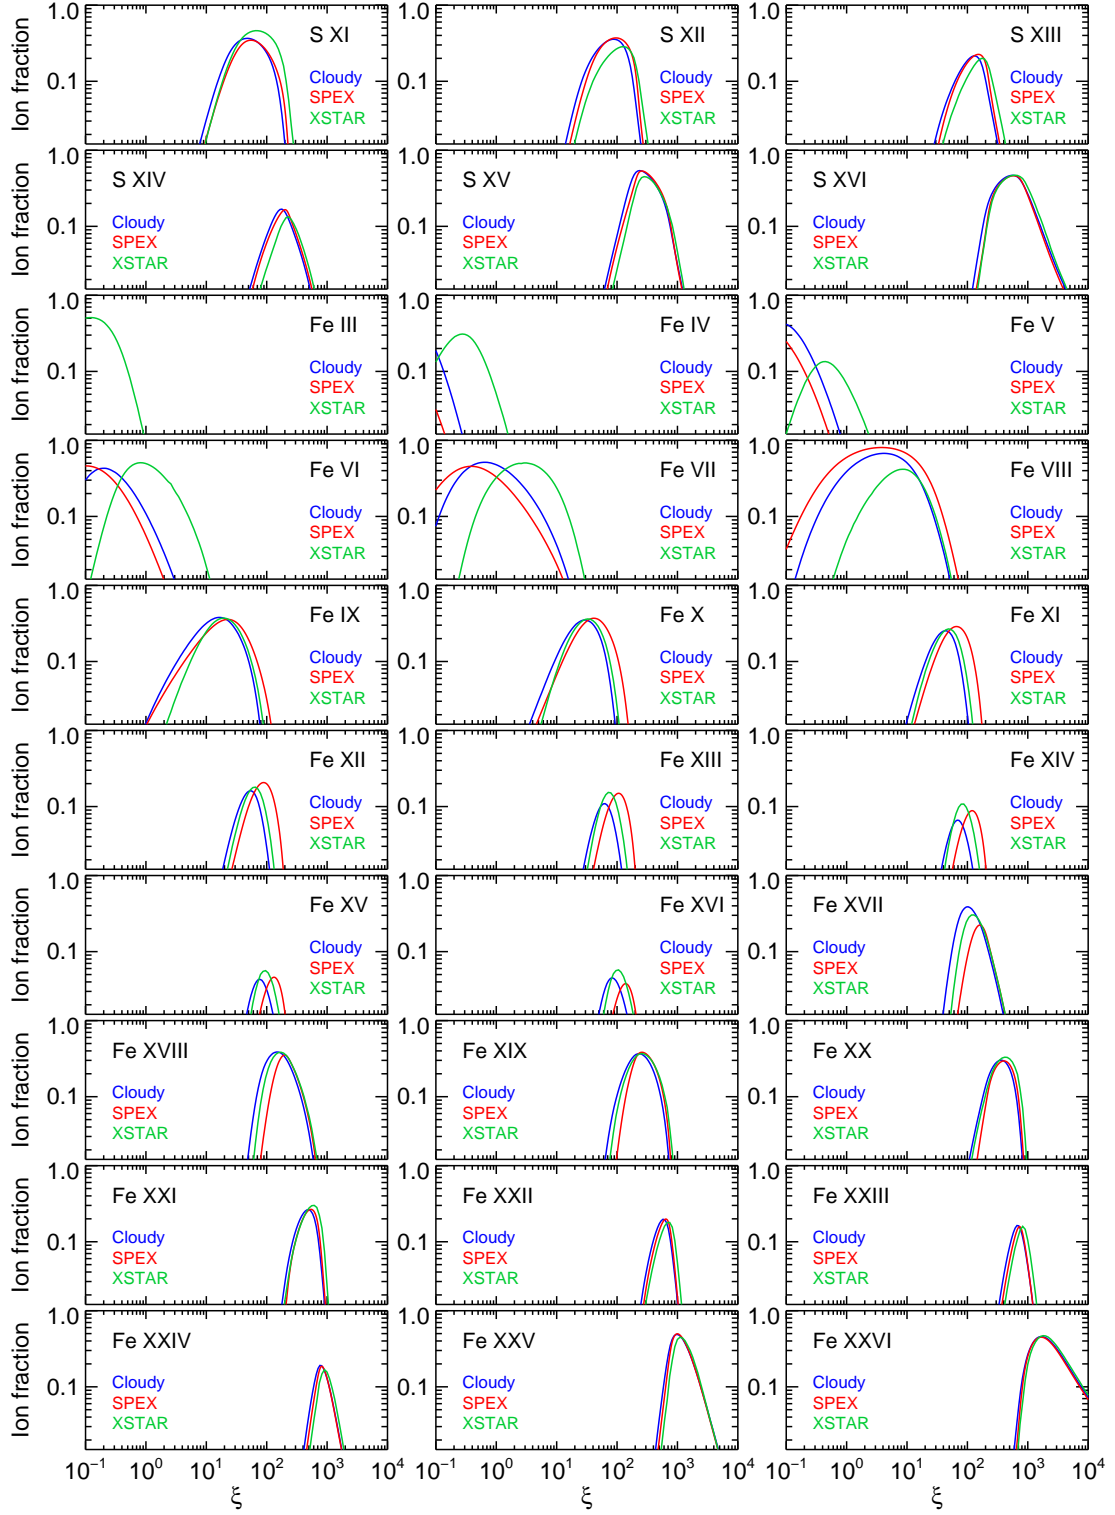 Ion fraction
1.0
0.1
S XI
Cloudy
SPEX
XSTAR
1.0
0.1
S XII
Cloudy
SPEX
XSTAR
1.0
0.1
S XIII
Cloudy
SPEX
XSTAR
Ion fraction
1.0
0.1
S XIV
Cloudy
SPEX
XSTAR
1.0
0.1
S XV
Cloudy
SPEX
XSTAR
1.0
0.1
S XVI
Cloudy
SPEX
XSTAR
Ion fraction
1.0
0.1
Fe III
Cloudy
SPEX
XSTAR
1.0
0.1
Fe IV
Cloudy
SPEX
XSTAR
1.0
0.1
Fe V
Cloudy
SPEX
XSTAR
Ion fraction
1.0
0.1
Fe VI
Cloudy
SPEX
XSTAR
1.0
0.1
Fe VII
Cloudy
SPEX
XSTAR
1.0
0.1
Fe VIII
Cloudy
SPEX
XSTAR
Ion fraction
1.0
0.1
Fe IX
Cloudy
SPEX
XSTAR
1.0
0.1
Fe X
Cloudy
SPEX
XSTAR
1.0
0.1
Fe XI
Cloudy
SPEX
XSTAR
Ion fraction
1.0
0.1
Fe XII
Cloudy
SPEX
XSTAR
1.0
0.1
Fe XIII
Cloudy
SPEX
XSTAR
1.0
0.1
Fe XIV
Cloudy
SPEX
XSTAR
Ion fraction
1.0
0.1
Fe XV
Cloudy
SPEX
XSTAR
1.0
0.1
Fe XVI
Cloudy
SPEX
XSTAR
1.0
0.1
Fe XVII
Cloudy
SPEX
XSTAR
Ion fraction
1.0
0.1
Fe XVIII
Cloudy
SPEX
XSTAR
1.0
0.1
Fe XIX
Cloudy
SPEX
XSTAR
1.0
0.1
Fe XX
Cloudy
SPEX
XSTAR
Ion fraction
1.0
0.1
Fe XXI
Cloudy
SPEX
XSTAR
1.0
0.1
Fe XXII
Cloudy
SPEX
XSTAR
1.0
0.1
Fe XXIII
Cloudy
SPEX
XSTAR
Ion fraction
1.0
0.1
Fe XXIV
Cloudy
SPEX
XSTAR
1.0
0.1
Fe XXV
Cloudy
SPEX
XSTAR
1.0
0.1
Fe XXVI
Cloudy
SPEX
XSTAR
10⁻¹ 10⁰ 10¹ 10² 10³ 10⁻¹ 10⁰ 10¹ 10² 10³ 10⁻¹ 10⁰ 10¹ 10² 10³ 10⁴
ξ ξ ξ